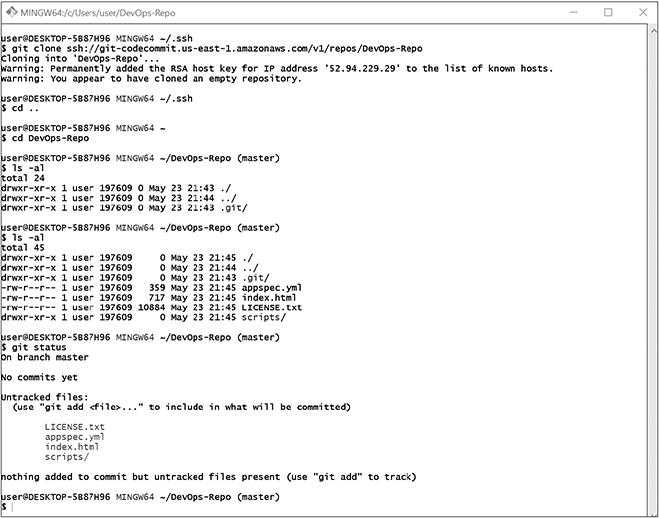 MINGW64:/c/Users/user/DevOps-Repo
user@DESKTOP-5B87H96 MINGW64 ~/.ssh
$ git clone ssh://git-codecommit.us-east-1.amazonaws.com/v1/repos/DevOps-Repo
Cloning into 'DevOps-Repo'...
Warning: Permanently added the RSA host key for IP address '52.94.229.29' to the list of known hosts.
warning: You appear to have cloned an empty repository.
user@DESKTOP-5B87H96 MINGW64 ~/.ssh
$ cd ..
user@DESKTOP-5B87H96 MINGW64 ~
$ cd DevOps-Repo
user@DESKTOP-5B87H96 MINGW64 ~/DevOps-Repo (master)
$ ls -al
total 24
drwxr-xr-x 1 user 197609 0 May 23 21:43 ./
drwxr-xr-x 1 user 197609 0 May 23 21:44 ../
drwxr-xr-x 1 user 197609 0 May 23 21:43 .git/
user@DESKTOP-5B87H96 MINGW64 ~/DevOps-Repo (master)
$ ls -al
total 45
drwxr-xr-x 1 user 197609     0 May 23 21:45 ./
drwxr-xr-x 1 user 197609     0 May 23 21:44 ../
drwxr-xr-x 1 user 197609     0 May 23 21:43 .git/
-rw-r--r-- 1 user 197609   359 May 23 21:45 appspec.yml
-rw-r--r-- 1 user 197609   717 May 23 21:45 index.html
-rw-r--r-- 1 user 197609 10884 May 23 21:45 LICENSE.txt
drwxr-xr-x 1 user 197609     0 May 23 21:45 scripts/
user@DESKTOP-5B87H96 MINGW64 ~/DevOps-Repo (master)
$ git status
On branch master
No commits yet
Untracked files:
  (use "git add <file>..." to include in what will be committed)
        LICENSE.txt
        appspec.yml
        index.html
        scripts/
nothing added to commit but untracked files present (use "git add" to track)
user@DESKTOP-5B87H96 MINGW64 ~/DevOps-Repo (master)
$